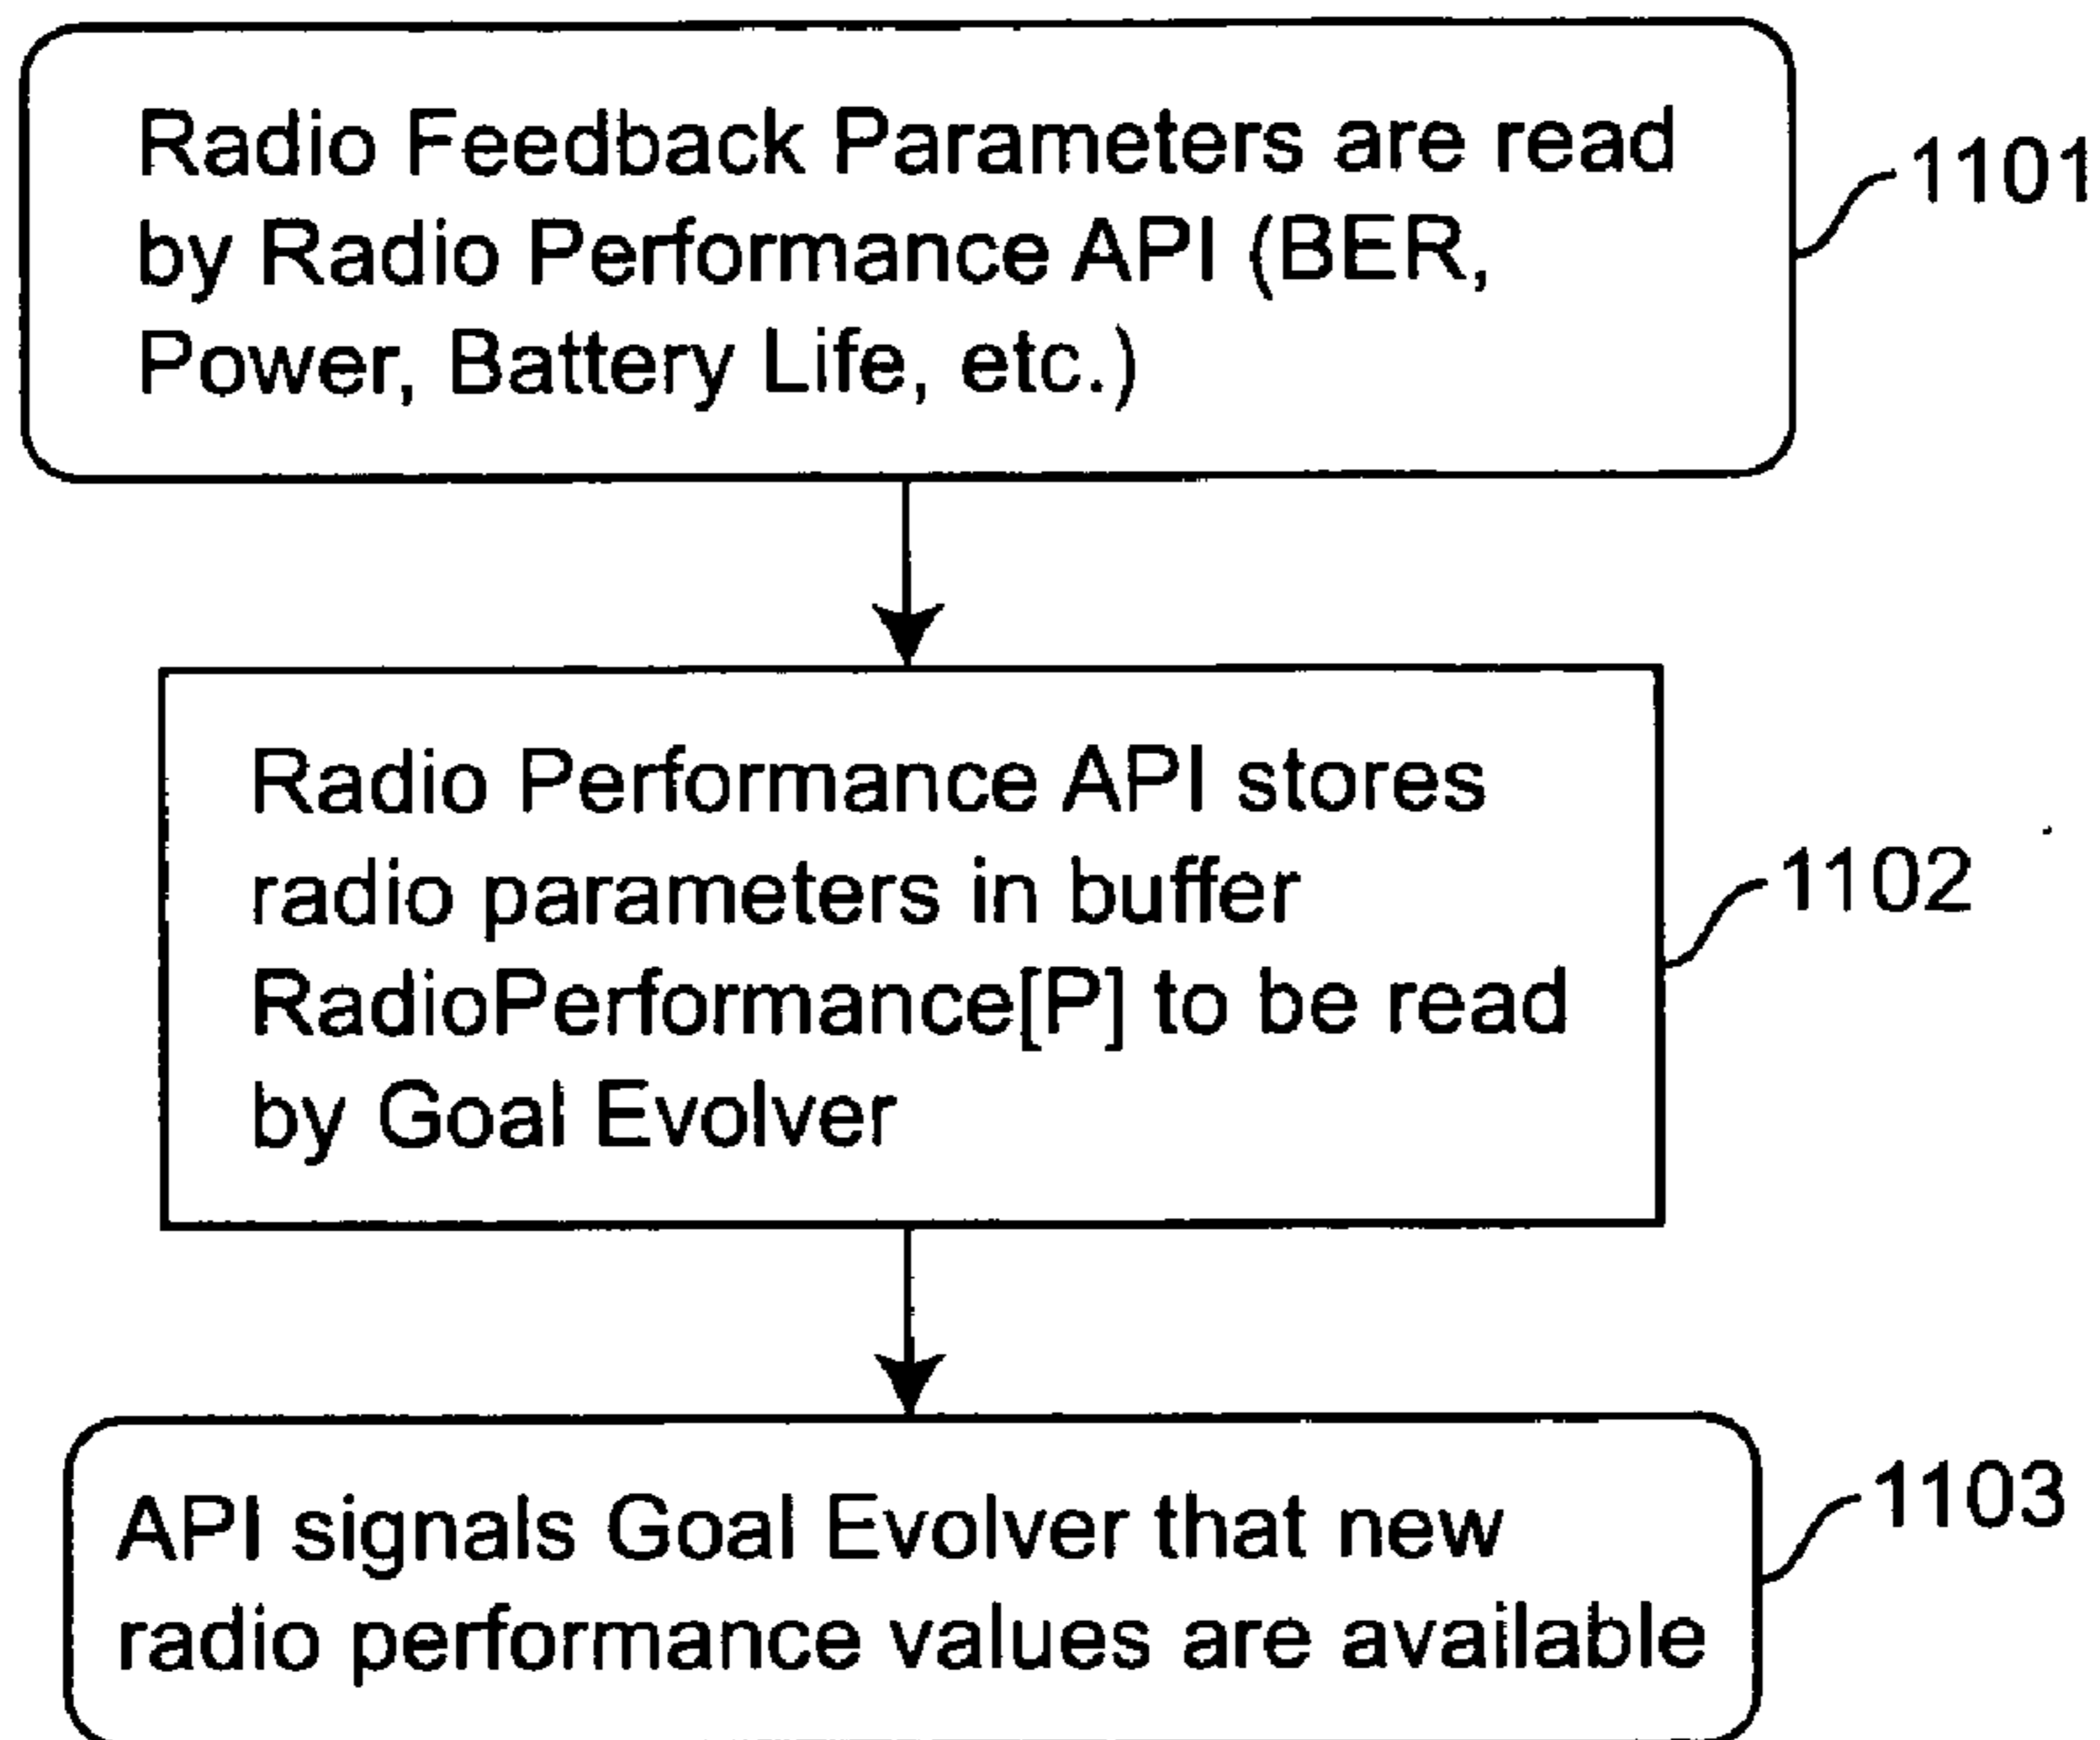 Radio Feedback Parameters are read
by Radio Performance API (BER,
Power, Battery Life, etc.)
1101
Radio Performance API stores
radio parameters in buffer
RadioPerformance[P] to be read
by Goal Evolver
1102
API signals Goal Evolver that new
radio performance values are available
1103